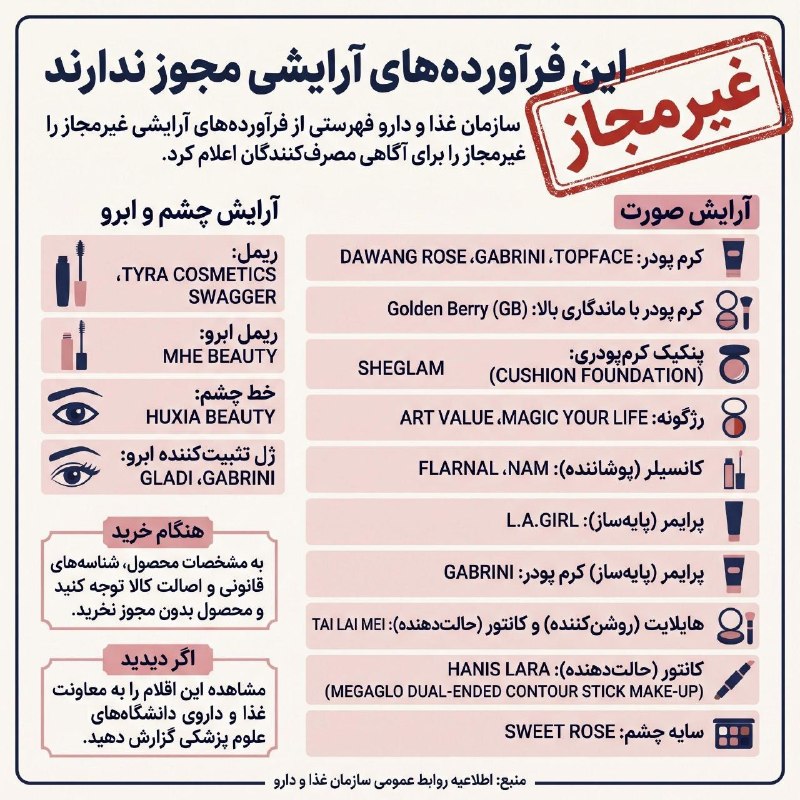 این فرآورده‌های آرایشی مجوز ندارند
غیرمجاز
سازمان غذا و دارو فهرستی از فرآورده‌های آرایشی غیرمجاز را
غیرمجاز را برای آگاهی مصرف‌کنندگان اعلام کرد.
آرایش صورت
کرم پودر: DAWANG ROSE ،GABRINI ،TOPFACE
کرم پودر با ماندگاری بالا: Golden Berry (GB)
پنکیک کرم‌پودری: SHEGLAM
(CUSHION FOUNDATION)
رژگونه: ART VALUE ،MAGIC YOUR LIFE
کانسیلر (پوشاننده): FLARNAL ،NAM
پرایمر (پایه‌ساز): L.A.GIRL
پرایمر (پایه‌ساز) کرم پودر: GABRINI
هایلایت (روشن‌کننده) و کانتور (حالت‌دهنده): TAI LAI MEI
کانتور (حالت‌دهنده): HANIS LARA
(MEGAGLO DUAL-ENDED CONTOUR STICK MAKE-UP)
سایه چشم: SWEET ROSE
آرایش چشم و ابرو
ریمل:
TYRA COSMETICS،
SWAGGER
ریمل ابرو:
MHE BEAUTY
خط چشم:
HUXIA BEAUTY
ژل تثبیت‌کننده ابرو:
GLADI ،GABRINI
هنگام خرید
به مشخصات محصول، شناسه‌های
قانونی و اصالت کالا توجه کنید
و محصول بدون مجوز نخرید.
اگر دیدید
مشاهده این اقلام را به معاونت
غذا و داروی دانشگاه‌های
علوم پزشکی گزارش دهید.
منبع: اطلاعیه روابط عمومی سازمان غذا و دارو